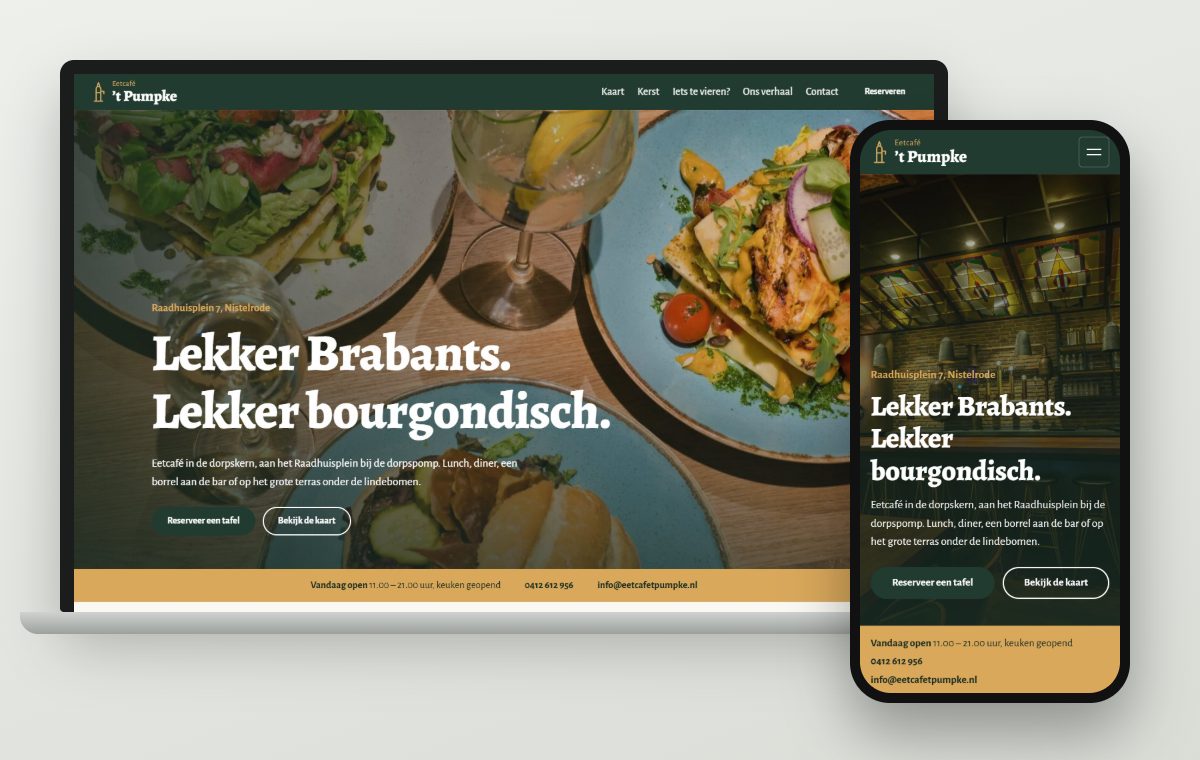 Eetcafé
’t Pumpke
Kaart Kerst Iets te vieren? Ons verhaal Contact Reserveren
Raadhuisplein 7, Nistelrode
Lekker Brabants.
Lekker bourgondisch.
Eetcafé in de dorpskern, aan het Raadhuisplein bij de dorpspomp. Lunch, diner, een
borrel aan de bar of op het grote terras onder de lindebomen.
Reserveer een tafel Bekijk de kaart
Vandaag open 11.00 – 21.00 uur, keuken geopend 0412 612 956 info@eetcafetpumpke.nl
Eetcafé
’t Pumpke
Raadhuisplein 7, Nistelrode
Lekker Brabants.
Lekker
bourgondisch.
Eetcafé in de dorpskern, aan het Raadhuisplein bij de
dorpspomp. Lunch, diner, een borrel aan de bar of op
het grote terras onder de lindebomen.
Reserveer een tafel Bekijk de kaart
Vandaag open 11.00 – 21.00 uur, keuken geopend
0412 612 956
info@eetcafetpumpke.nl